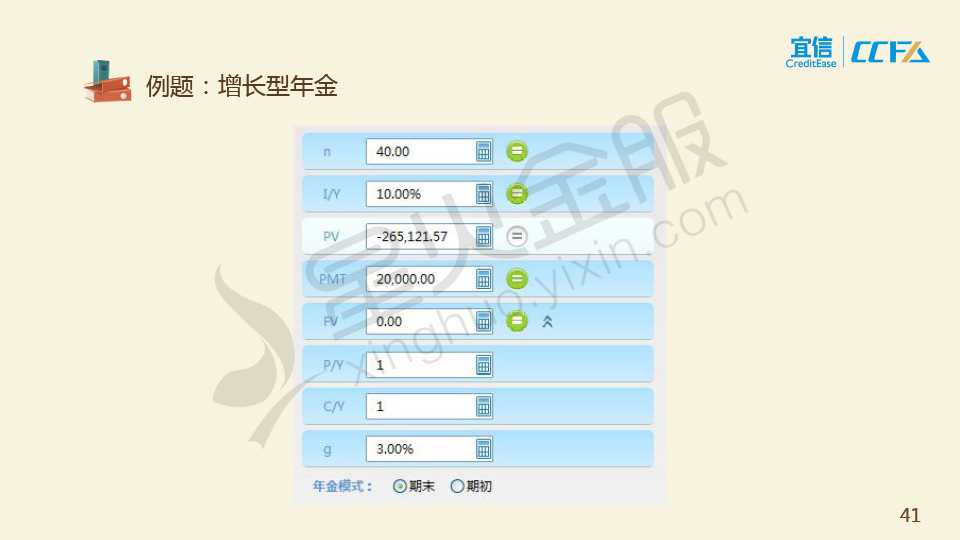 宜信
CreditEase
CCFA
例题：增长型年金
n 40.00
I/Y 10.00%
PV -265,121.57
PMT 20,000.00
FV 0.00
P/Y 1
C/Y 1
g 3.00%
年金模式： 期末 期初
星火金服
xinghuo.yixin.com
41